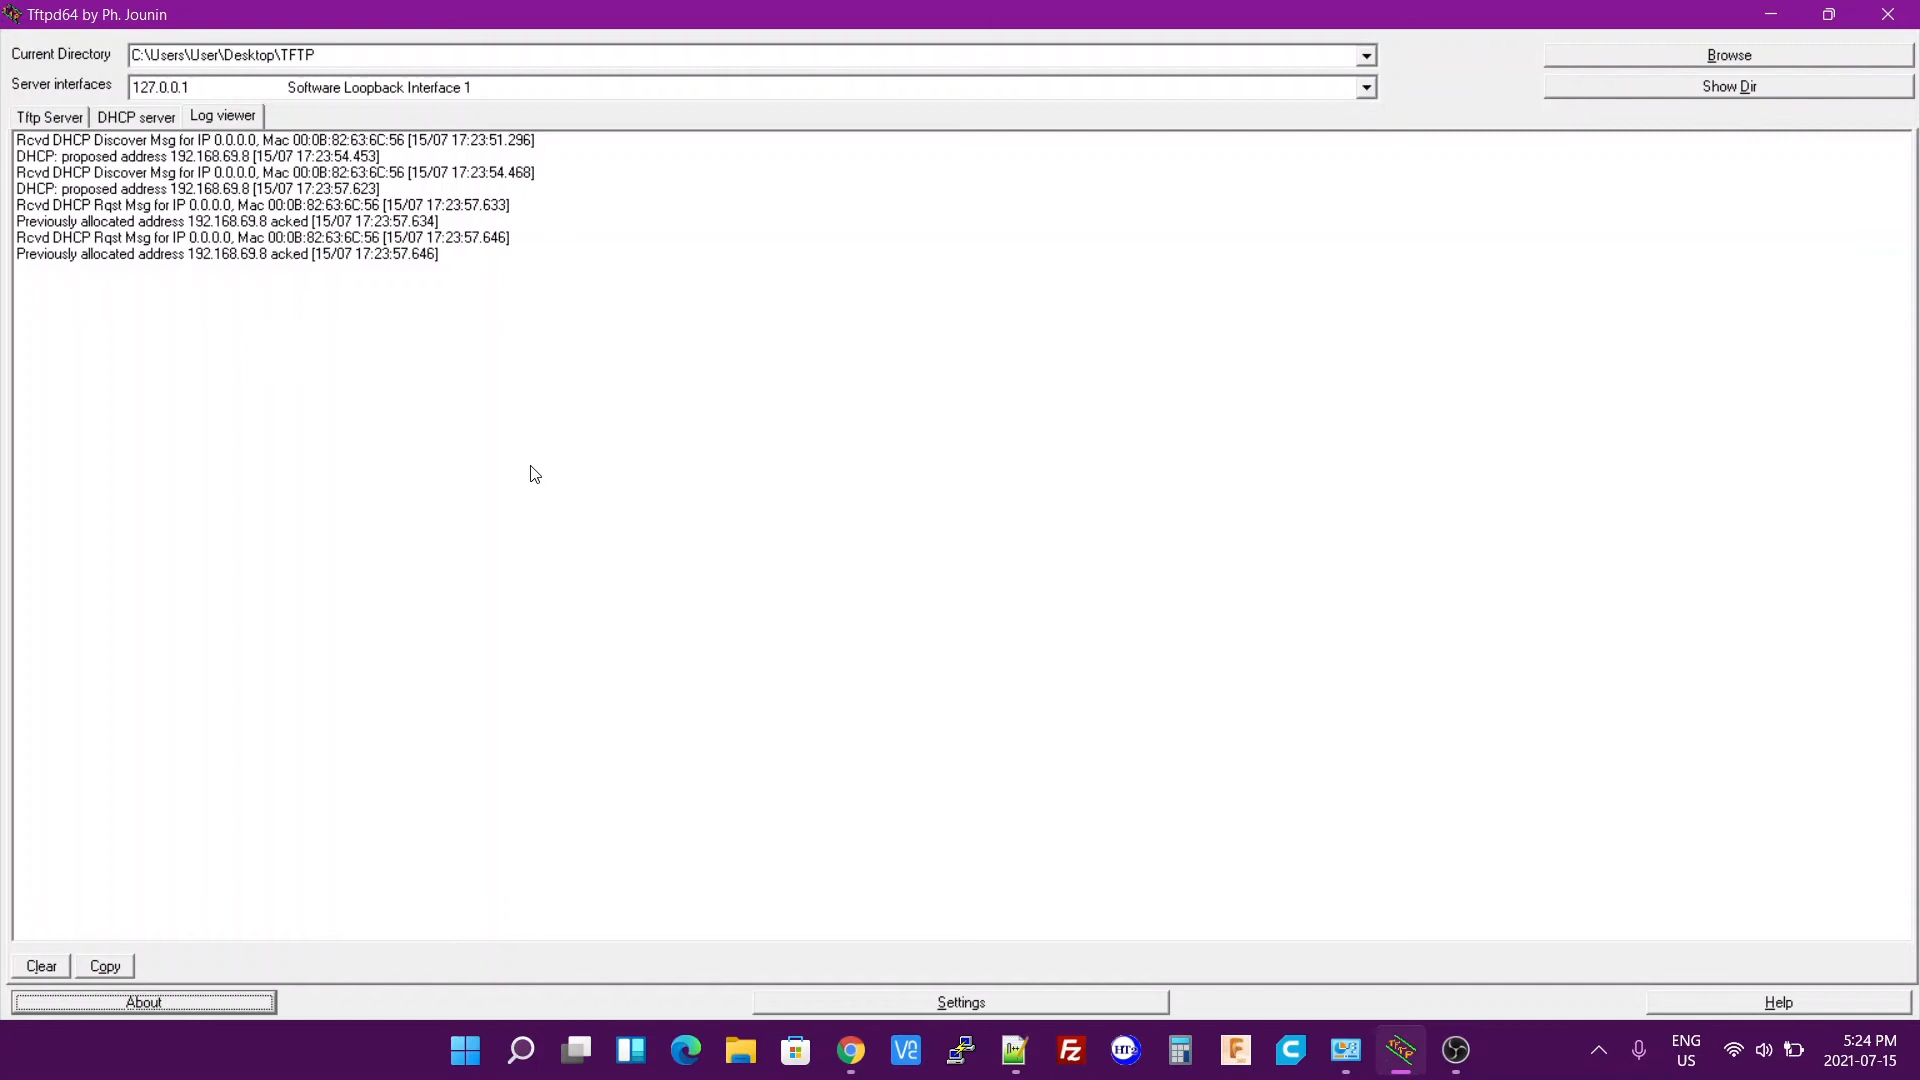 Tftpd64 by Ph. Jounin
Current Directory C:\Users\User\Desktop\TFTP Browse
Server interfaces 127.0.0.1 Software Loopback Interface 1 Show Dir
Tftp Server DHCP server Log viewer
Rcvd DHCP Discover Msg for IP 0.0.0.0, Mac 00:0B:82:63:6C:56 [15/07 17:23:51.296]
DHCP: proposed address 192.168.69.8 [15/07 17:23:54.453]
Rcvd DHCP Discover Msg for IP 0.0.0.0, Mac 00:0B:82:63:6C:56 [15/07 17:23:54.468]
DHCP: proposed address 192.168.69.8 [15/07 17:23:57.623]
Rcvd DHCP Rqst Msg for IP 0.0.0.0, Mac 00:0B:82:63:6C:56 [15/07 17:23:57.633]
Previously allocated address 192.168.69.8 acked [15/07 17:23:57.634]
Rcvd DHCP Rqst Msg for IP 0.0.0.0, Mac 00:0B:82:63:6C:56 [15/07 17:23:57.646]
Previously allocated address 192.168.69.8 acked [15/07 17:23:57.646]
Clear Copy
About Settings Help
ENG 5:24 PM
US 2021-07-15